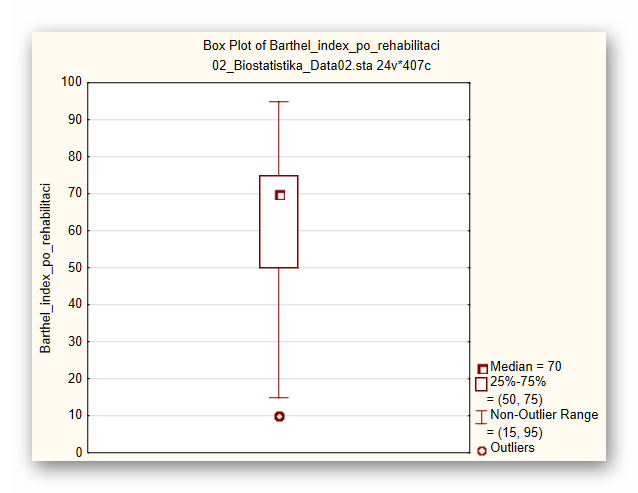 Box Plot of Barthel_index_po_rehabilitaci
02_Biostatistika_Data02.sta 24v*407c
100
90
80
70
60
50
40
30
20
10
0
Barthel_index_po_rehabilitaci
Median = 70
25%-75%
= (50, 75)
Non-Outlier Range
= (15, 95)
Outliers